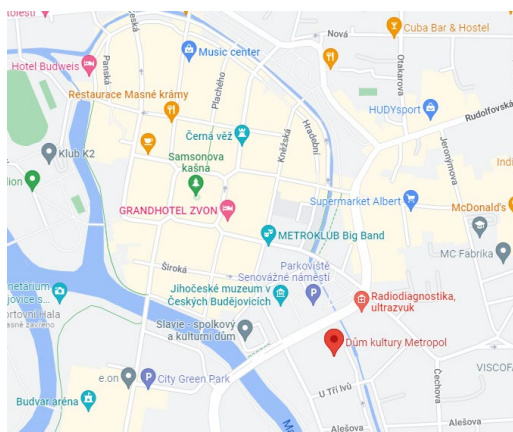 Česká
Nová
Cuba Bar & Hostel
Music center
Hotel Budweis
Panská
Plachého
Otakarova
Restaurace Masné krámy
HUDYsport
Rudolfovská
Černá věž
Kněžská
Hradební
Jeronýmova
Klub K2
Samsonova
kašna
Supermarket Albert
McDonald's
GRANDHOTEL ZVON
METROKLUB Big Band
MC Fabrika
Široká
Parkoviště
Senovážné náměstí
Jihočeské muzeum v
Českých Budějovicích
Radiodiagnostika,
ultrazvuk
Slavie - spolkový
a kulturní dům
Dům kultury Metropol
e.on
City Green Park
U Tří lvů
Čechova
VISCOFA
Budvar aréna
Alešova
Alešova